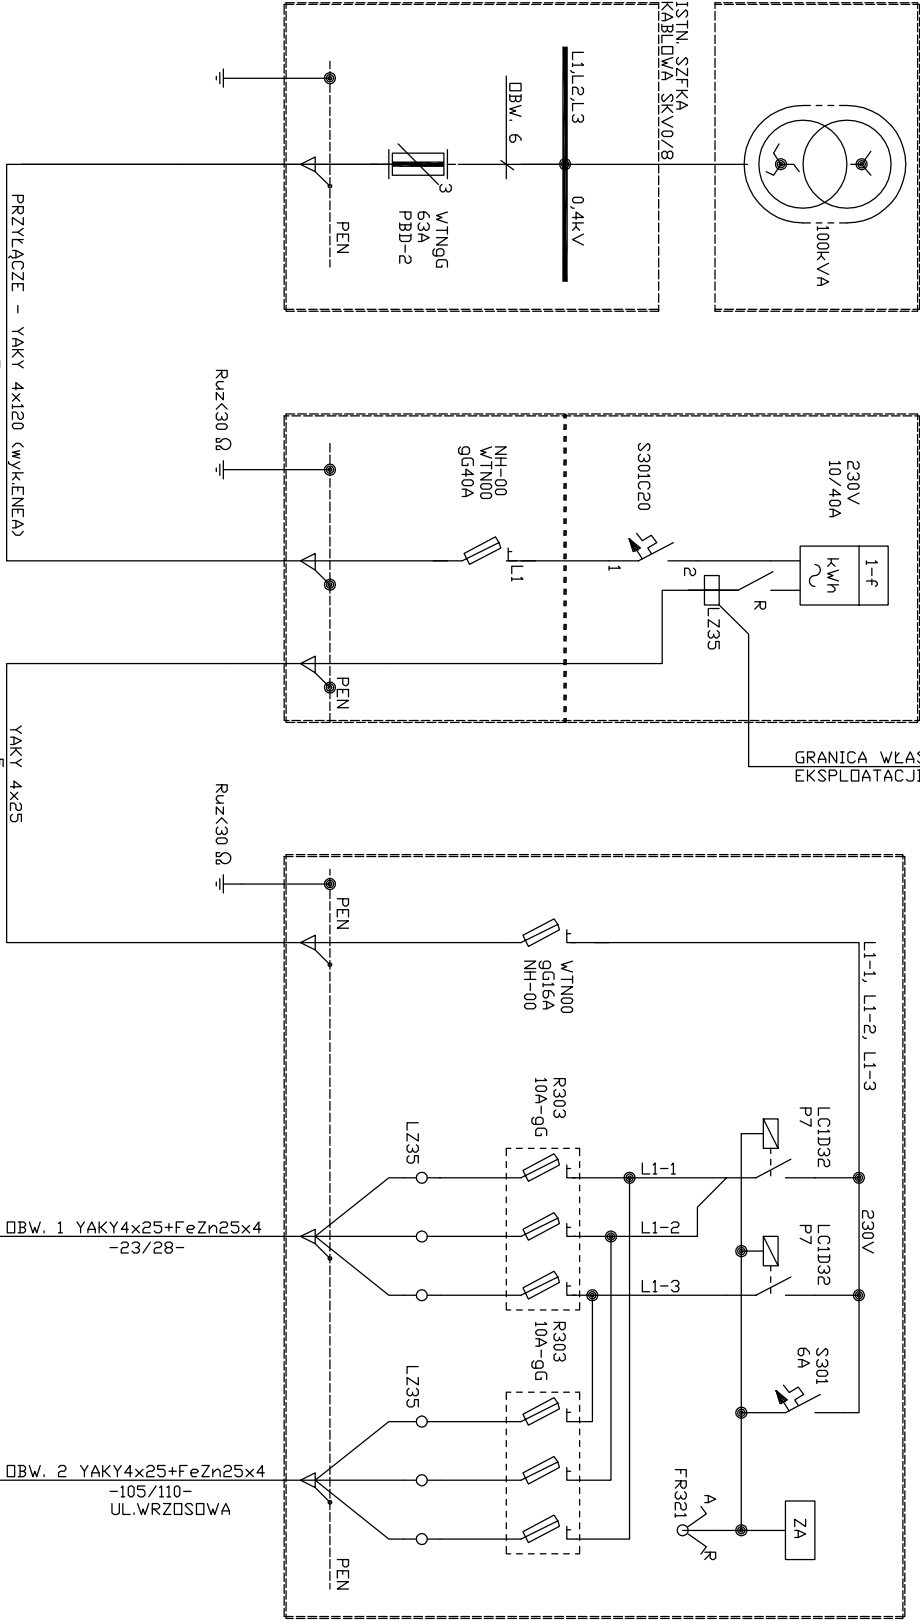 ISTN. SZFKA
KABLOWA SKV0/8
100kVA
L1,L2,L3
0,4kV
OBW. 6
3
WTNgG
63A
PBD-2
PEN
PRZYŁĄCZE - YAKY 4x120 (wyk.ENEA)
230V
10/40A
1-f
kWh
S301C20
1
2
R
LZ35
NH-00
WTN00
gG40A
L1
Ruz<30 Ω
PEN
GRANICA WŁAS
EKSPLOATACJI
YAKY 4x25
Ruz<30 Ω
PEN
WTN00
gG16A
NH-00
L1-1, L1-2, L1-3
230V
LC1D32
P7
LC1D32
P7
S301
6A
ZA
FR321
A
R
L1-1
L1-2
L1-3
R303
10A-gG
R303
10A-gG
LZ35
LZ35
PEN
OBW. 1 YAKY4x25+FeZn25x4
-23/28-
OBW. 2 YAKY4x25+FeZn25x4
-105/110-
UL.WRZOSOWA